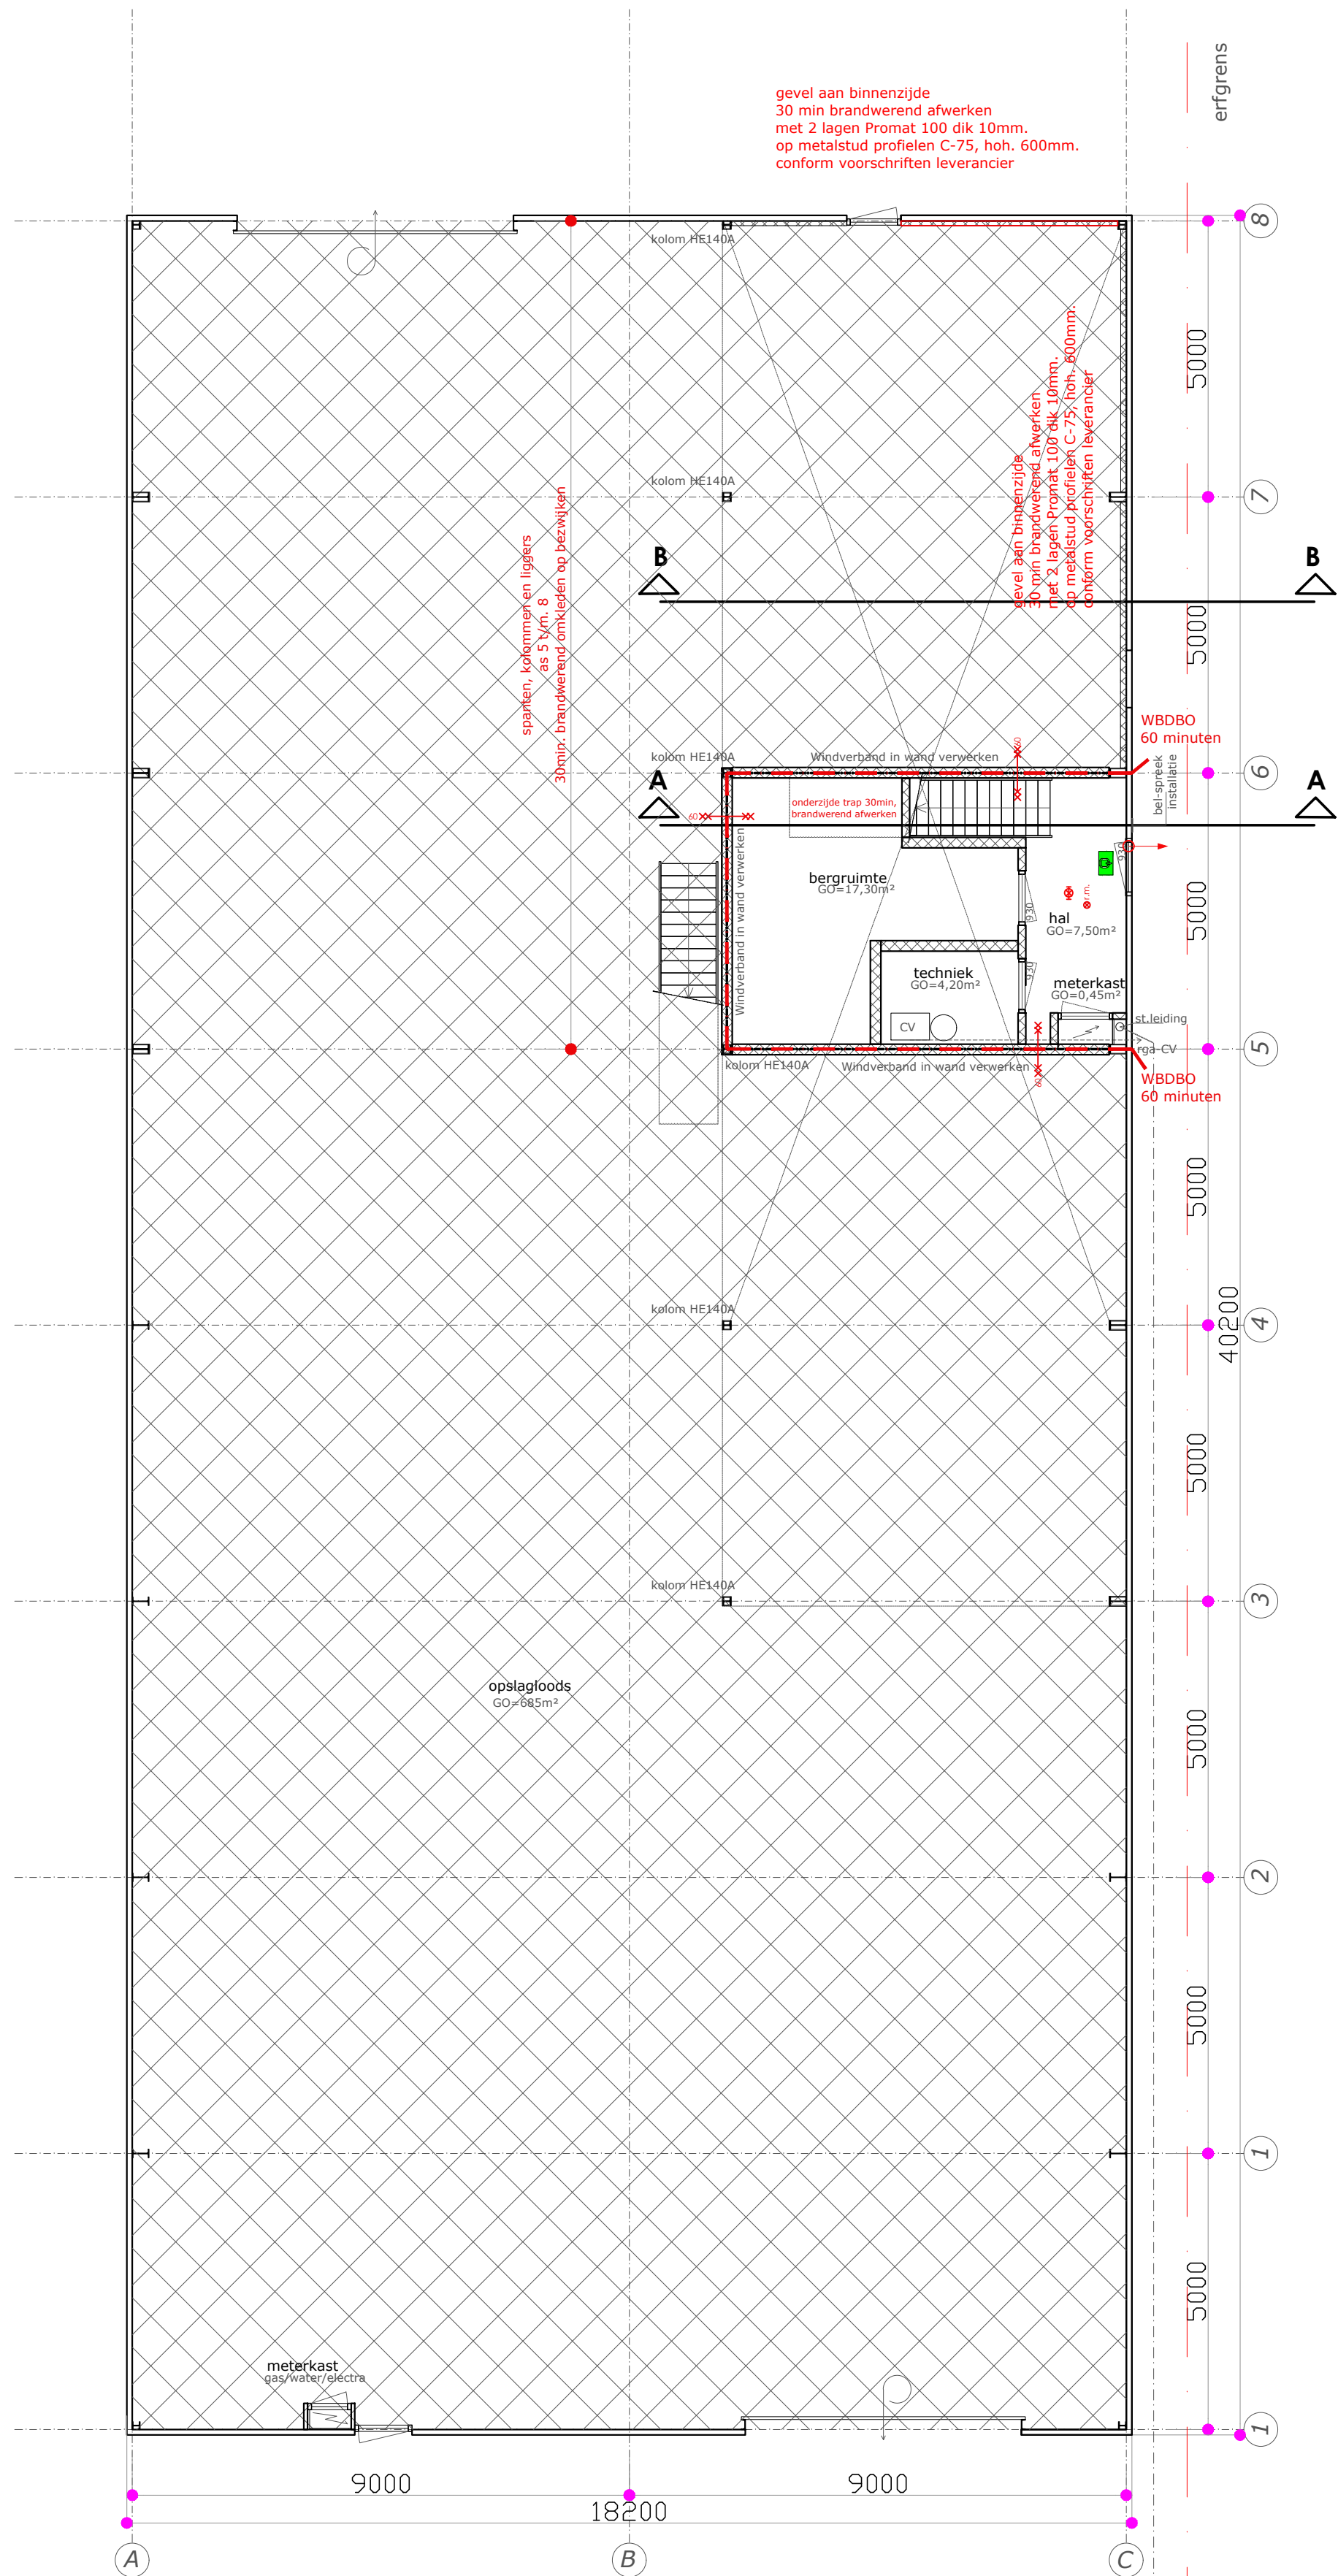 erfgrens
gevel aan binnenzijde
30 min brandwerend afwerken
met 2 lagen Promat 100 dik 10mm.
op metalstud profielen C-75, hoh. 600mm.
conform voorschriften leverancier
8
kolom HE140A
5000
gevel aan binnenzijde
30 min brandwerend afwerken
met 2 lagen Promat 100 dik 10mm.
op metalstud profielen C-75, hoh. 600mm.
conform voorschriften leverancier
kolom HE140A
7
spanten, kolommen en liggers
as 5 t/m. 8
30min. brandwerend omkleden op bezwijken
B
B
5000
WBDBO
60 minuten
kolom HE140A
Windverband in wand verwerken
60
6
A
A
bel-spreek
installatie
onderzijde trap 30min,
brandwerend afwerken
60
Windverband in wand verwerken
930
bergruimte
GO=17,30m²
930
r.m.
hal
GO=7,50m²
5000
techniek
GO=4,20m²
930
meterkast
GO=0,45m²
CV
st.leiding
rga-CV
5
kolom HE140A
Windverband in wand verwerken
60
WBDBO
60 minuten
5000
kolom HE140A
40200
4
5000
kolom HE140A
3
opslagloods
GO=685m²
5000
2
5000
1
5000
meterkast
gas/water/electra
1
9000
9000
18200
A
B
C